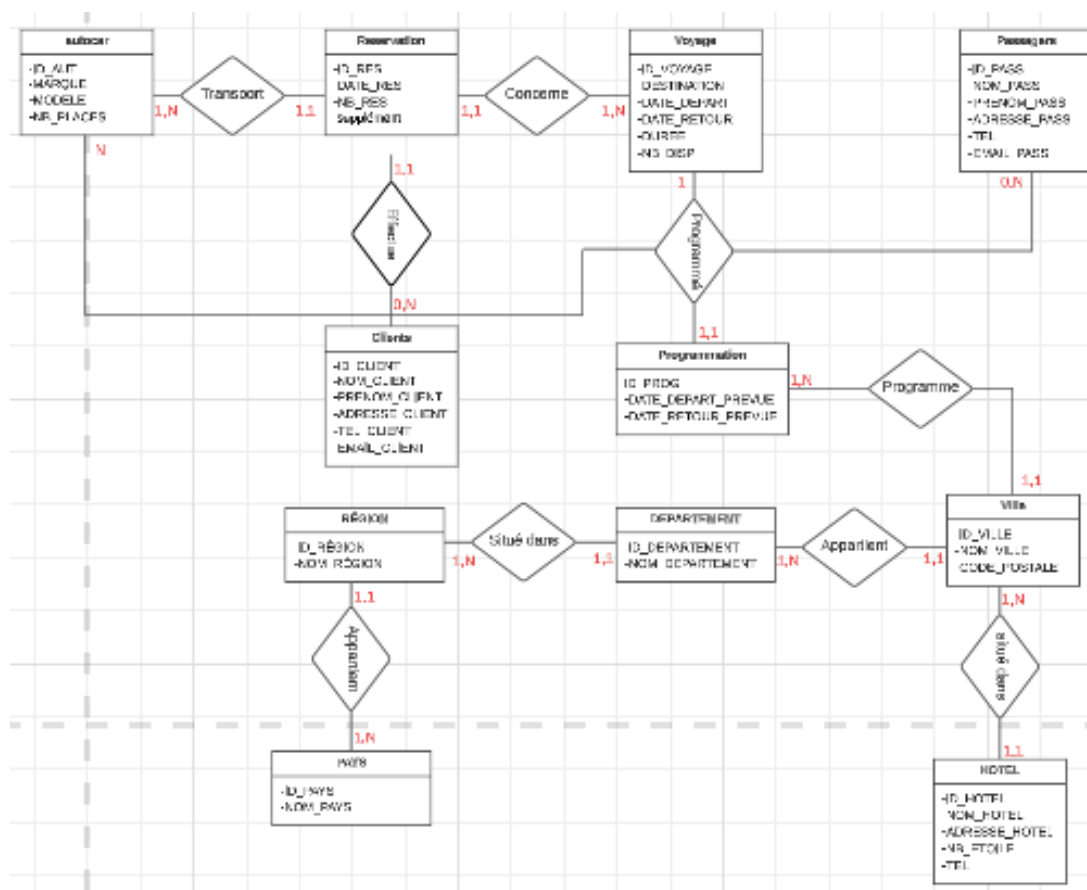 autocar
-ID_AUT
-MARQUE
-MODELE
-NB_PLACES
1,N
Transport
1,1
Reservation
-ID_RES
DATE_RES
-NB_RES
supplément
1,1
Concerne
1,N
Voyage
-ID_VOYAGE
DESTINATION
-DATE_DEPART
-DATE_RETOUR
-DUREE
-NB_DISP
Passagers
-ID_PASS
NOM_PASS
-PRENOM_PASS
-ADRESSE_PASS
-TEL
-EMAIL_PASS
N
1,1
1
0,N
Effectue
Programmé
0,N
1,1
Clients
-ID_CLIENT
-NOM_CLIENT
-PRENOM_CLIENT
-ADRESSE_CLIENT
-TEL_CLIENT
EMAIL_CLIENT
Programmation
ID_PROG
-DATE_DEPART_PREVUE
-DATE_RETOUR_PREVUE
1,N
Programme
1,1
RÉGION
ID_RÉGION
-NOM_RÉGION
1,N
Situé dans
1,1
DEPARTEMENT
ID_DEPARTEMENT
-NOM_DEPARTEMENT
1,N
Appartient
1,1
Ville
ID_VILLE
-NOM_VILLE
CODE_POSTALE
1,1
1,N
situé dans
1,N
1,1
PAYS
-ID_PAYS
-NOM_PAYS
HOTEL
-ID_HOTEL
NOM_HOTEL
-ADRESSE_HOTEL
-NB_ETOILE
-TEL